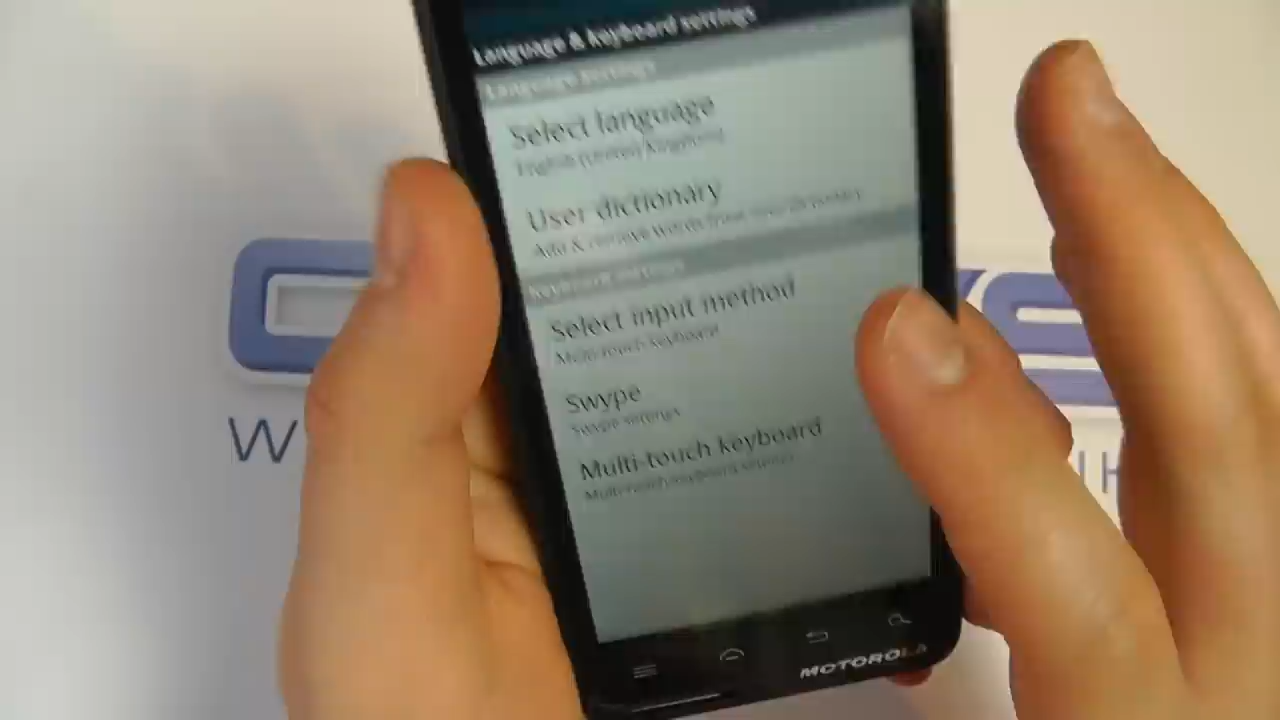 Language & keyboard settings
Language settings
Select language
English (United Kingdom)
User dictionary
Add & remove words from user dictionary
Keyboard settings
Select input method
Multi-touch keyboard
Swype
Swype settings
Multi-touch keyboard
Multi-touch keyboard settings
MOTOROLA
W